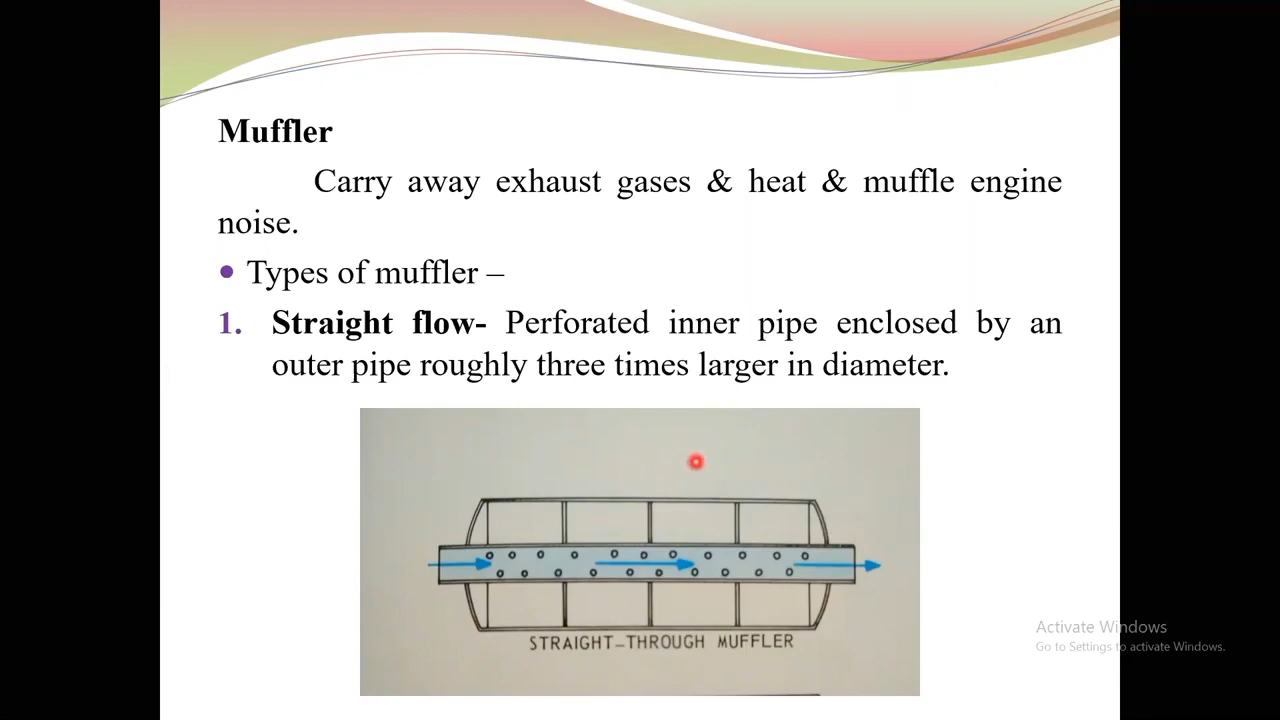 Muffler
Carry away exhaust gases & heat & muffle engine
noise.
• Types of muffler –
1. Straight flow- Perforated inner pipe enclosed by an
outer pipe roughly three times larger in diameter.
STRAIGHT-THROUGH MUFFLER
Activate Windows
Go to Settings to activate Windows.